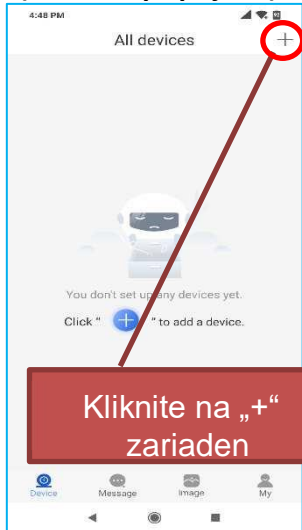 4:48 PM
All devices
You don't set up any devices yet.
Click " + " to add a device.
Kliknite na „+“
zariaden
Device Message Image My